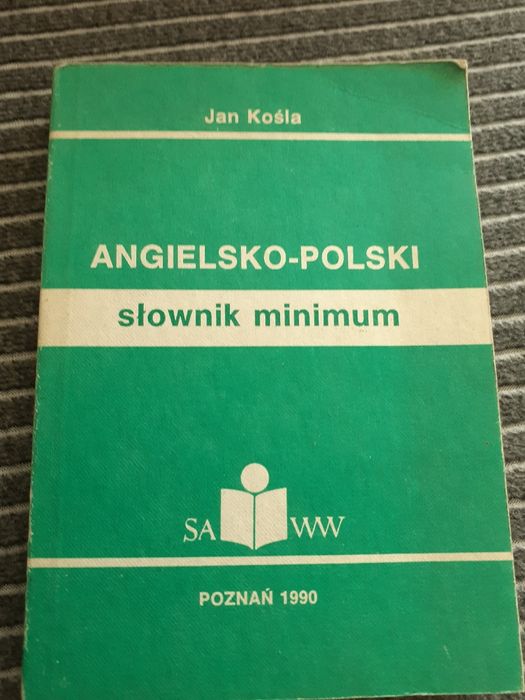 Jan Kośla
ANGIELSKO-POLSKI
słownik minimum
SA WW
POZNAŃ 1990